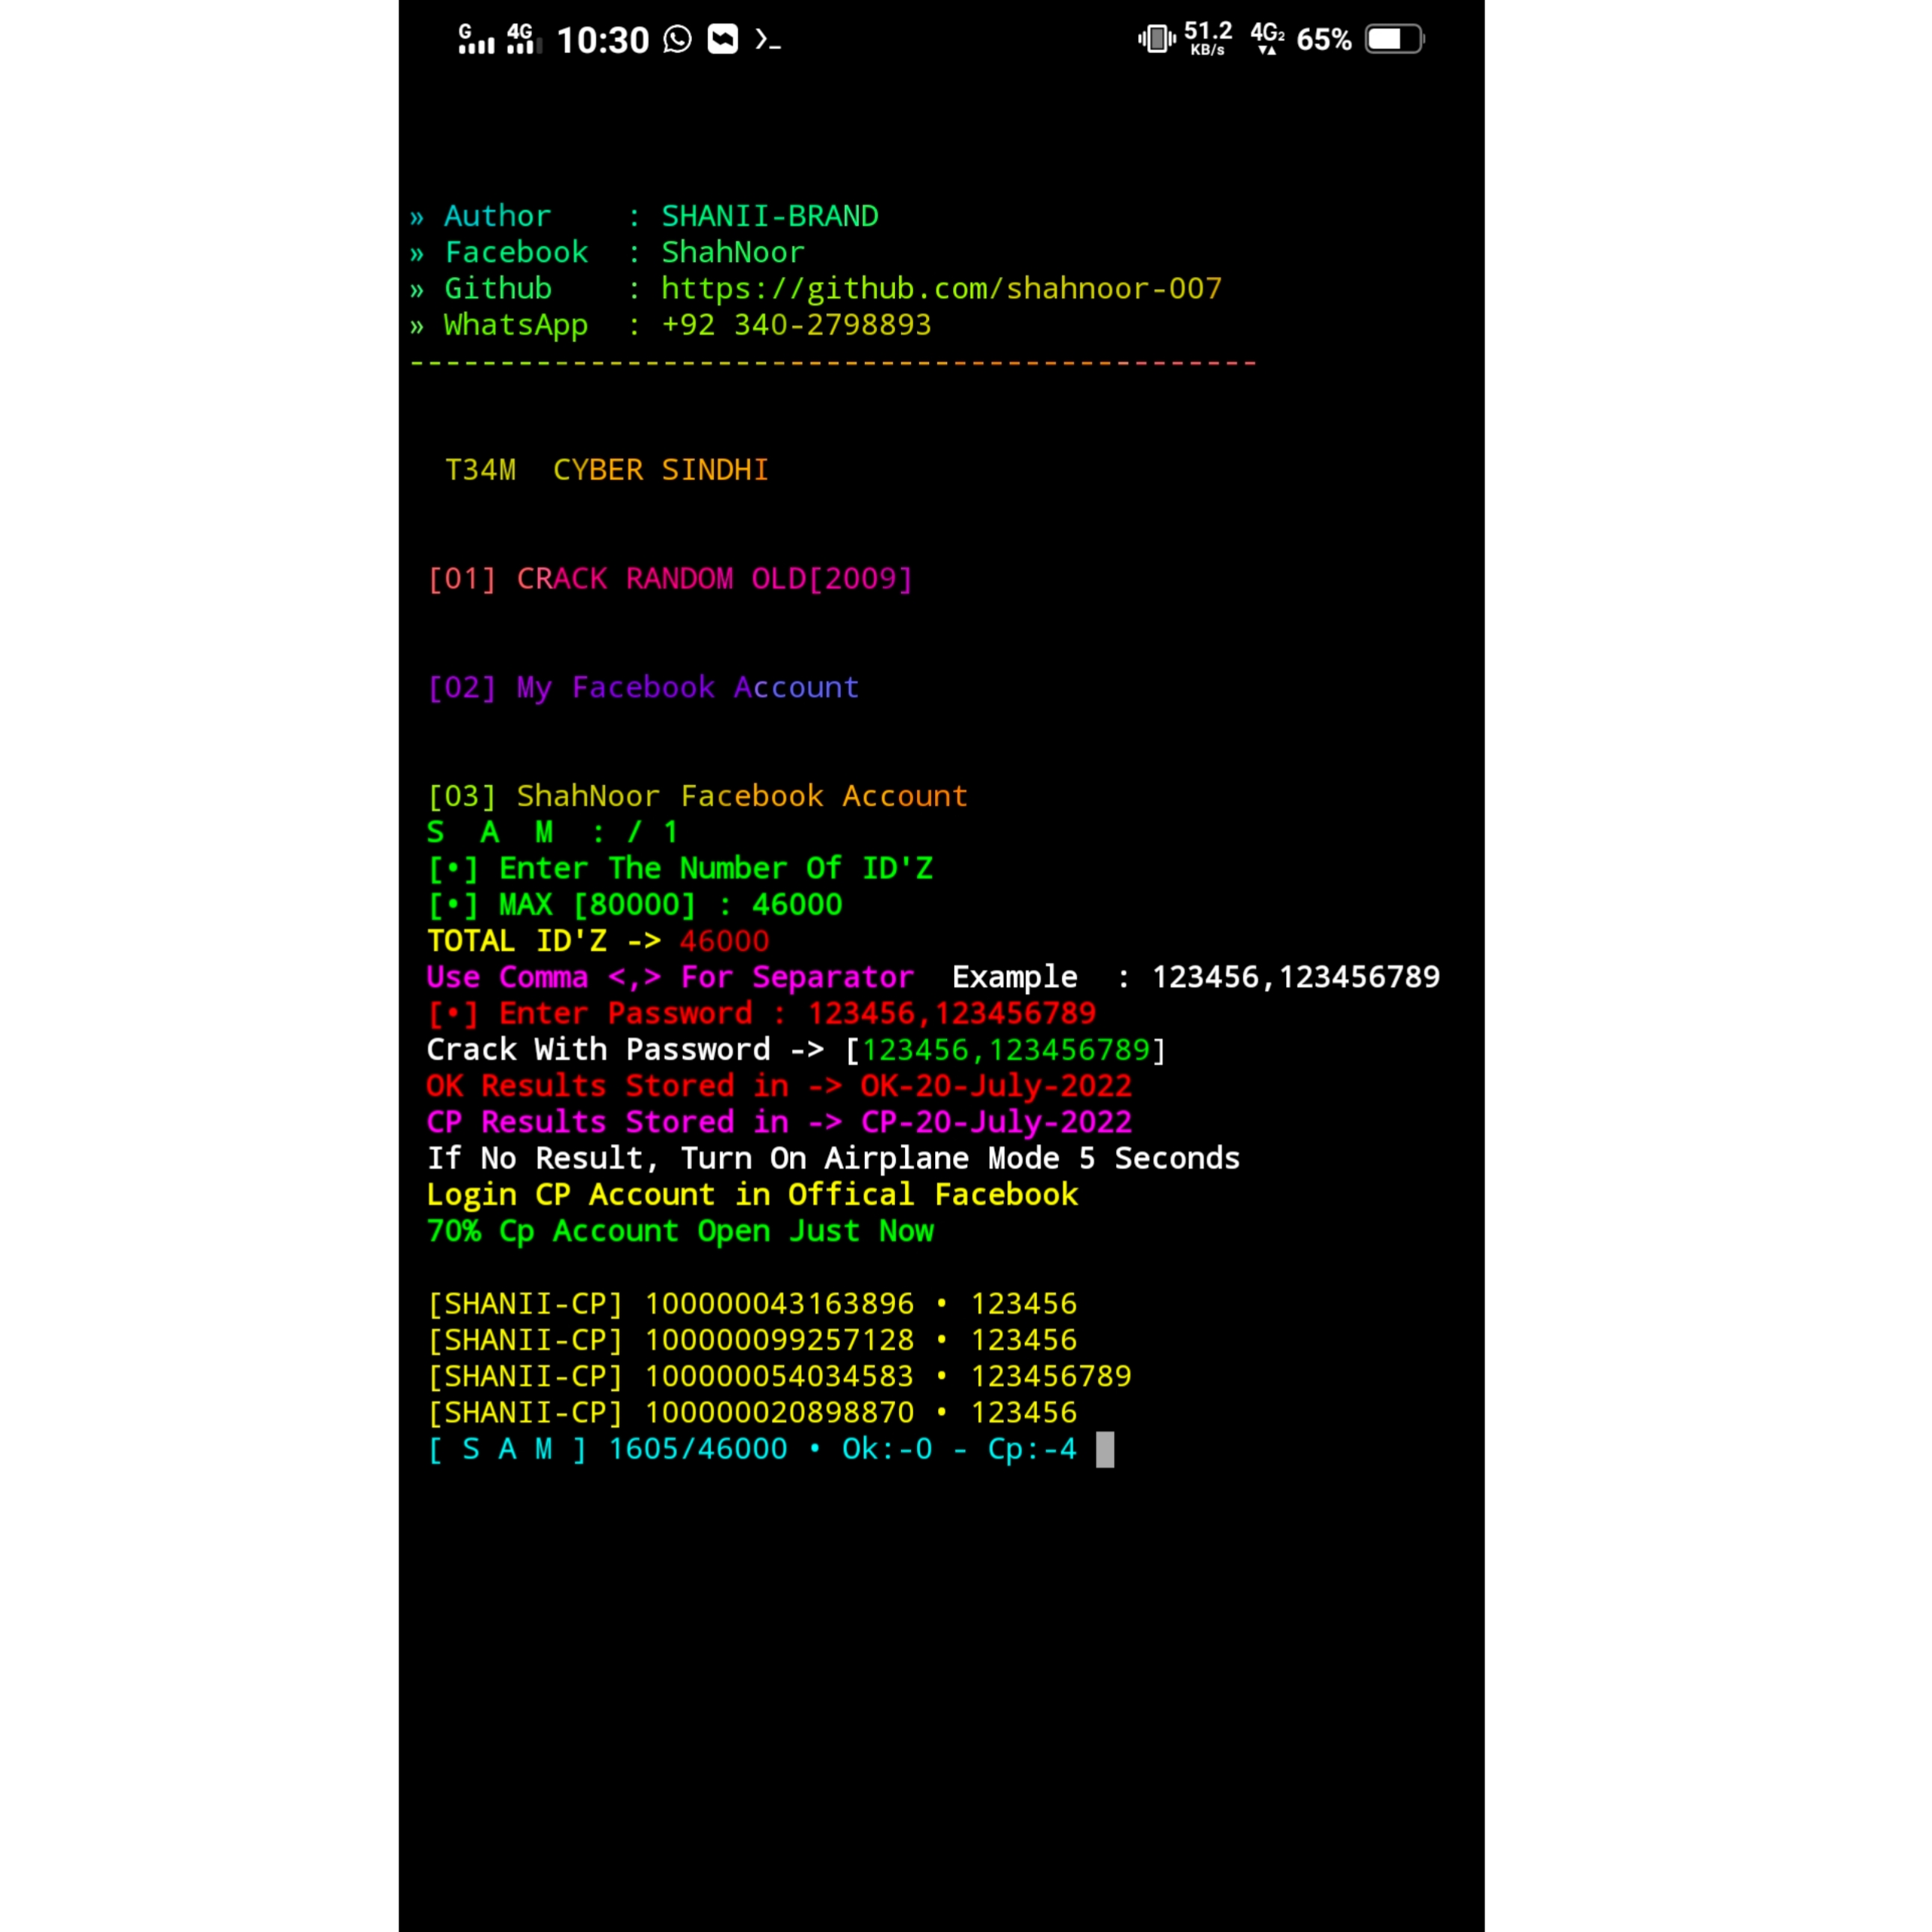 G 4G 10:30 51.2 KB/s 4G2 65%
» Author : SHANII-BRAND
» Facebook : ShahNoor
» Github : https://github.com/shahnoor-007
» WhatsApp : +92 340-2798893
-----------------------------------------------
T34M CYBER SINDHI
[01] CRACK RANDOM OLD[2009]
[02] My Facebook Account
[03] ShahNoor Facebook Account
S A M : / 1
[•] Enter The Number Of ID'Z
[•] MAX [80000] : 46000
TOTAL ID'Z -> 46000
Use Comma <,> For Separator Example : 123456,123456789
[•] Enter Password : 123456,123456789
Crack With Password -> [123456,123456789]
OK Results Stored in -> OK-20-July-2022
CP Results Stored in -> CP-20-July-2022
If No Result, Turn On Airplane Mode 5 Seconds
Login CP Account in Offical Facebook
70% Cp Account Open Just Now
[SHANII-CP] 100000043163896 • 123456
[SHANII-CP] 100000099257128 • 123456
[SHANII-CP] 100000054034583 • 123456789
[SHANII-CP] 100000020898870 • 123456
[ S A M ] 1605/46000 • Ok:-0 - Cp:-4